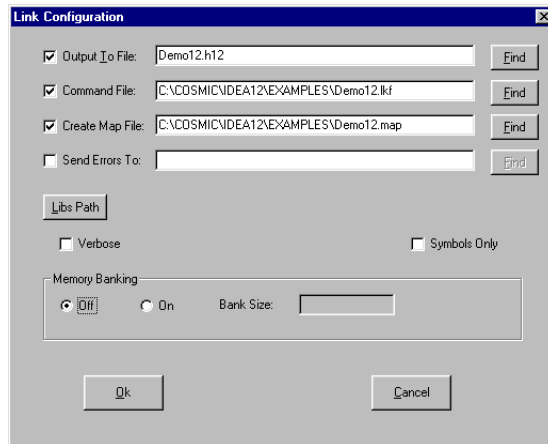 Link Configuration
Output To File: Demo12.h12 Find
Command File: C:\COSMIC\IDEA12\EXAMPLES\Demo12.lkf Find
Create Map File: C:\COSMIC\IDEA12\EXAMPLES\Demo12.map Find
Send Errors To: Find
Libs Path
Verbose Symbols Only
Memory Banking
Off On Bank Size:
Ok Cancel